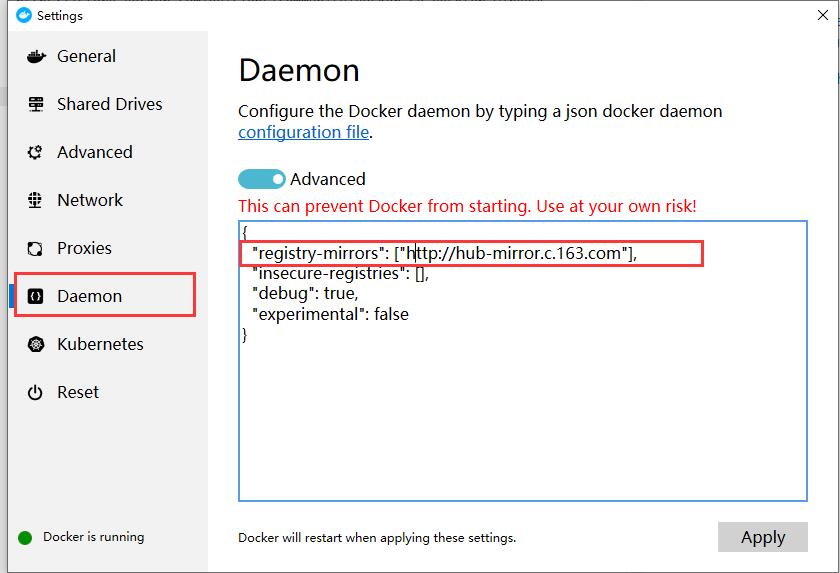 Settings
General
Shared Drives
Advanced
Network
Proxies
Daemon
Kubernetes
Reset
Docker is running
Daemon
Configure the Docker daemon by typing a json docker daemon
configuration file.
Advanced
This can prevent Docker from starting. Use at your own risk!
{
"registry-mirrors": ["http://hub-mirror.c.163.com"],
"insecure-registries": [],
"debug": true,
"experimental": false
}
Docker will restart when applying these settings.
Apply